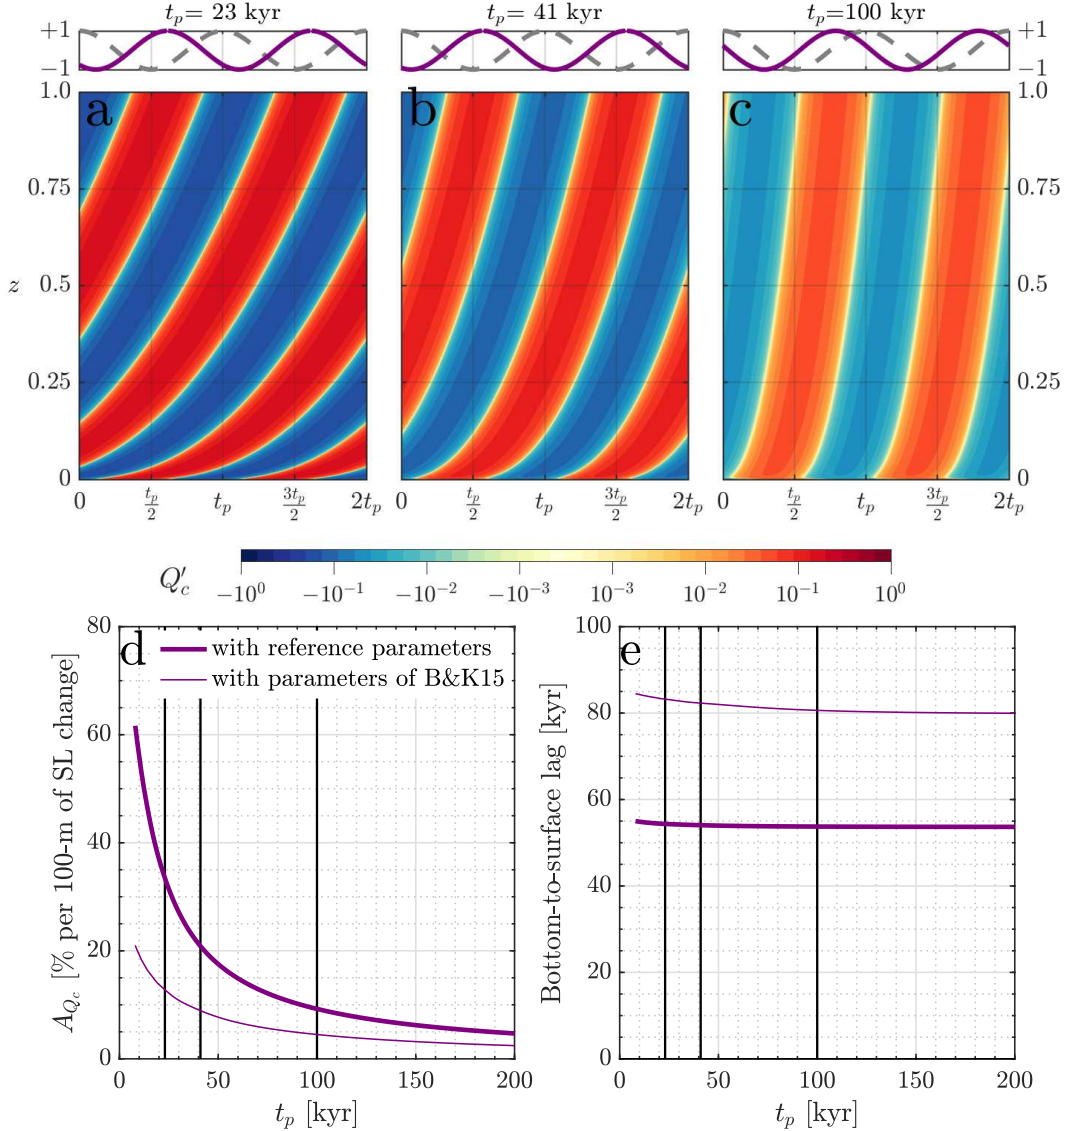 t_p= 23 kyr
t_p= 41 kyr
t_p=100 kyr
+1
−1
+1
−1
a
b
c
1.0
0.75
0.5
0.25
0
z
1.0
0.75
0.5
0.25
0
0 t_p/2 t_p 3t_p/2 2t_p
0 t_p/2 t_p 3t_p/2 2t_p
0 t_p/2 t_p 3t_p/2 2t_p
Q′_c
−10⁰ −10⁻¹ −10⁻² −10⁻³ 10⁻³ 10⁻² 10⁻¹ 10⁰
d
with reference parameters
with parameters of B&K15
80
60
40
20
0
A_{Q_c} [% per 100-m of SL change]
0 50 100 150 200
t_p [kyr]
e
100
80
60
40
20
0
Bottom-to-surface lag [kyr]
0 50 100 150 200
t_p [kyr]